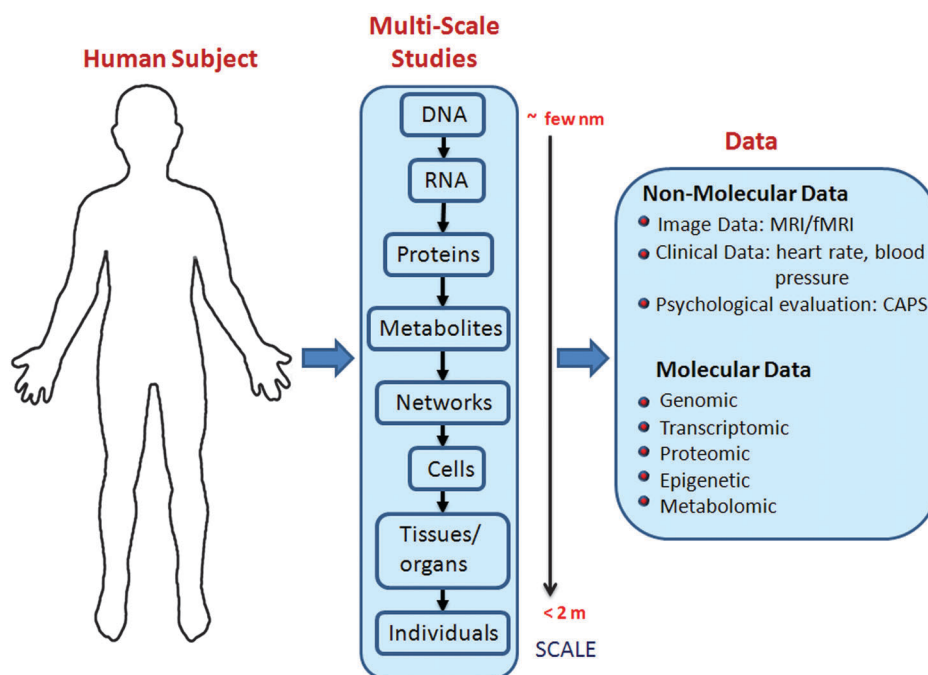 Human Subject
Multi-Scale
Studies
DNA
RNA
Proteins
Metabolites
Networks
Cells
Tissues/
organs
Individuals
~ few nm
< 2 m
SCALE
Data
Non-Molecular Data
Image Data: MRI/fMRI
Clinical Data: heart rate, blood
pressure
Psychological evaluation: CAPS
Molecular Data
Genomic
Transcriptomic
Proteomic
Epigenetic
Metabolomic